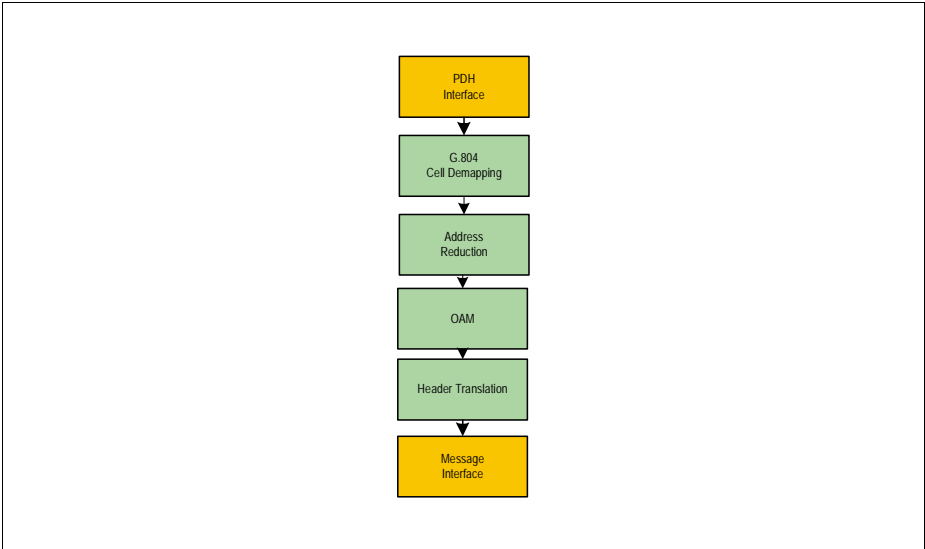 PDH
Interface
G.804
Cell Demapping
Address
Reduction
OAM
Header Translation
Message
Interface